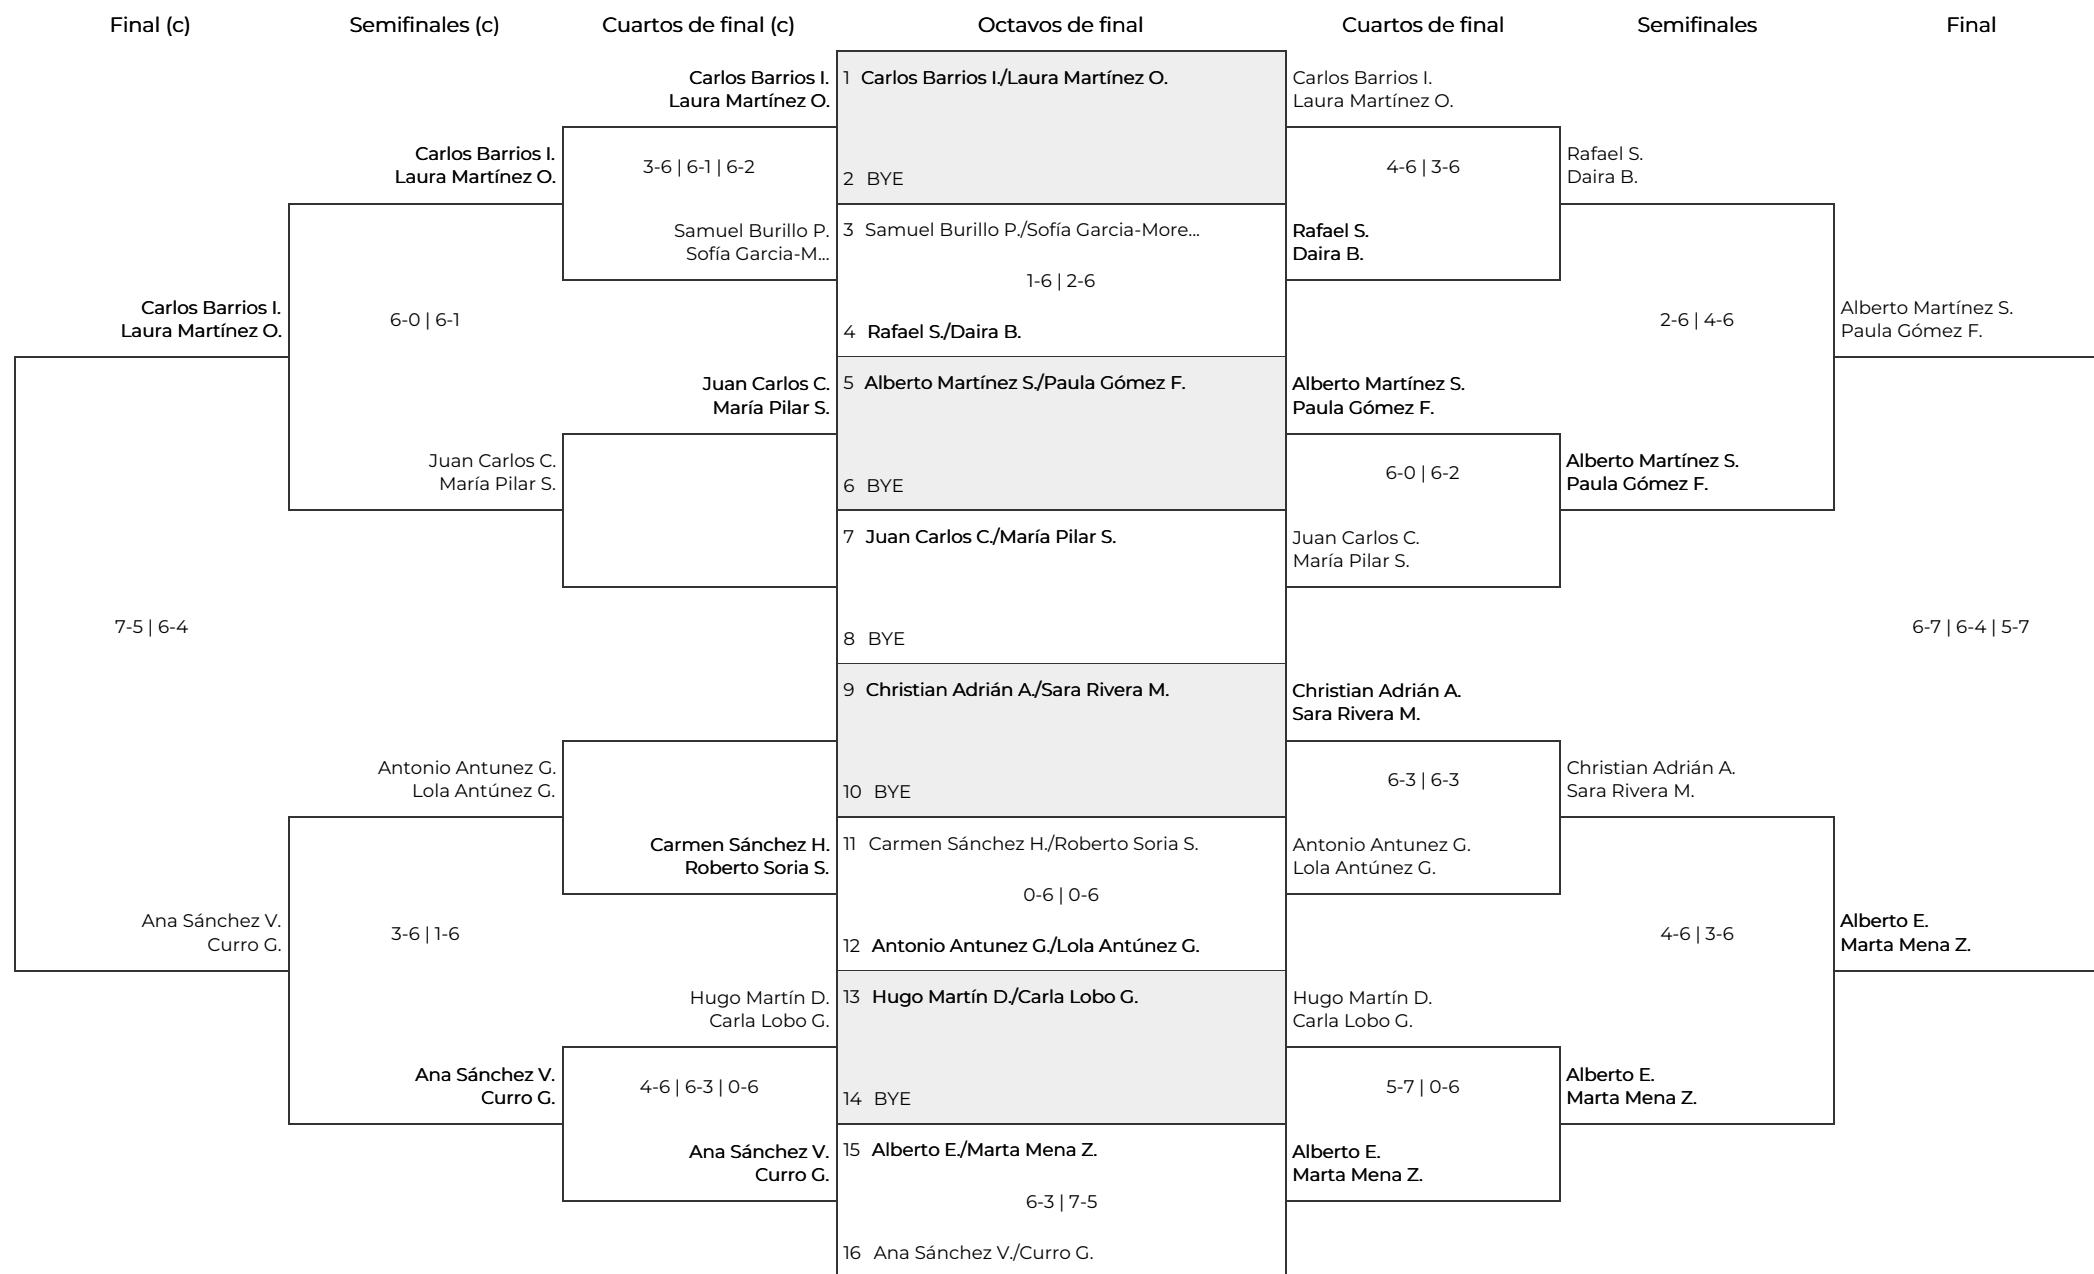 Final (c) Semifinales (c) Cuartos de final (c) Octavos de final Cuartos de final Semifinales Final
Carlos Barrios I. 1 Carlos Barrios I./Laura Martínez O. Carlos Barrios I.
Laura Martínez O. Laura Martínez O.
Carlos Barrios I. Rafael S.
3-6 | 6-1 | 6-2 4-6 | 3-6
Laura Martínez O. 2 BYE Daira B.
Samuel Burillo P. 3 Samuel Burillo P./Sofía Garcia-More... Rafael S.
Sofía Garcia-M... Daira B.
1-6 | 2-6
Carlos Barrios I. Alberto Martínez S.
6-0 | 6-1 2-6 | 4-6
Laura Martínez O. 4 Rafael S./Daira B. Paula Gómez F.
Juan Carlos C. 5 Alberto Martínez S./Paula Gómez F. Alberto Martínez S.
María Pilar S. Paula Gómez F.
Juan Carlos C. Alberto Martínez S.
6-0 | 6-2
María Pilar S. 6 BYE Paula Gómez F.
7 Juan Carlos C./María Pilar S. Juan Carlos C.
María Pilar S.
7-5 | 6-4 6-7 | 6-4 | 5-7
8 BYE
9 Christian Adrián A./Sara Rivera M. Christian Adrián A.
Sara Rivera M.
Antonio Antunez G. Christian Adrián A.
6-3 | 6-3
Lola Antúnez G. 10 BYE Sara Rivera M.
Carmen Sánchez H. 11 Carmen Sánchez H./Roberto Soria S. Antonio Antunez G.
Roberto Soria S. Lola Antúnez G.
0-6 | 0-6
Ana Sánchez V. Alberto E.
3-6 | 1-6 4-6 | 3-6
Curro G. 12 Antonio Antunez G./Lola Antúnez G. Marta Mena Z.
Hugo Martín D. 13 Hugo Martín D./Carla Lobo G. Hugo Martín D.
Carla Lobo G. Carla Lobo G.
Ana Sánchez V. Alberto E.
4-6 | 6-3 | 0-6 5-7 | 0-6
Curro G. 14 BYE Marta Mena Z.
Ana Sánchez V. 15 Alberto E./Marta Mena Z. Alberto E.
Curro G. Marta Mena Z.
6-3 | 7-5
16 Ana Sánchez V./Curro G.